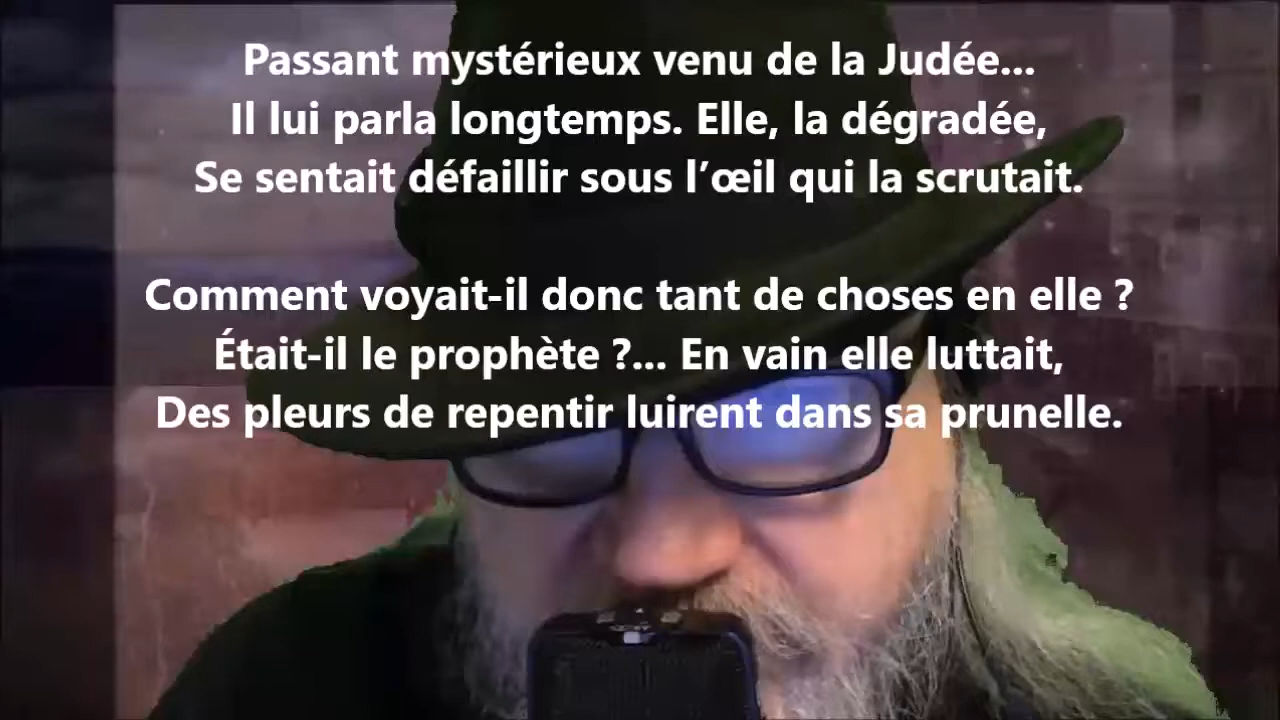 Passant mystérieux venu de la Judée...
Il lui parla longtemps. Elle, la dégradée,
Se sentait défaillir sous l’œil qui la scrutait.
Comment voyait-il donc tant de choses en elle ?
Était-il le prophète ?... En vain elle luttait,
Des pleurs de repentir luirent dans sa prunelle.